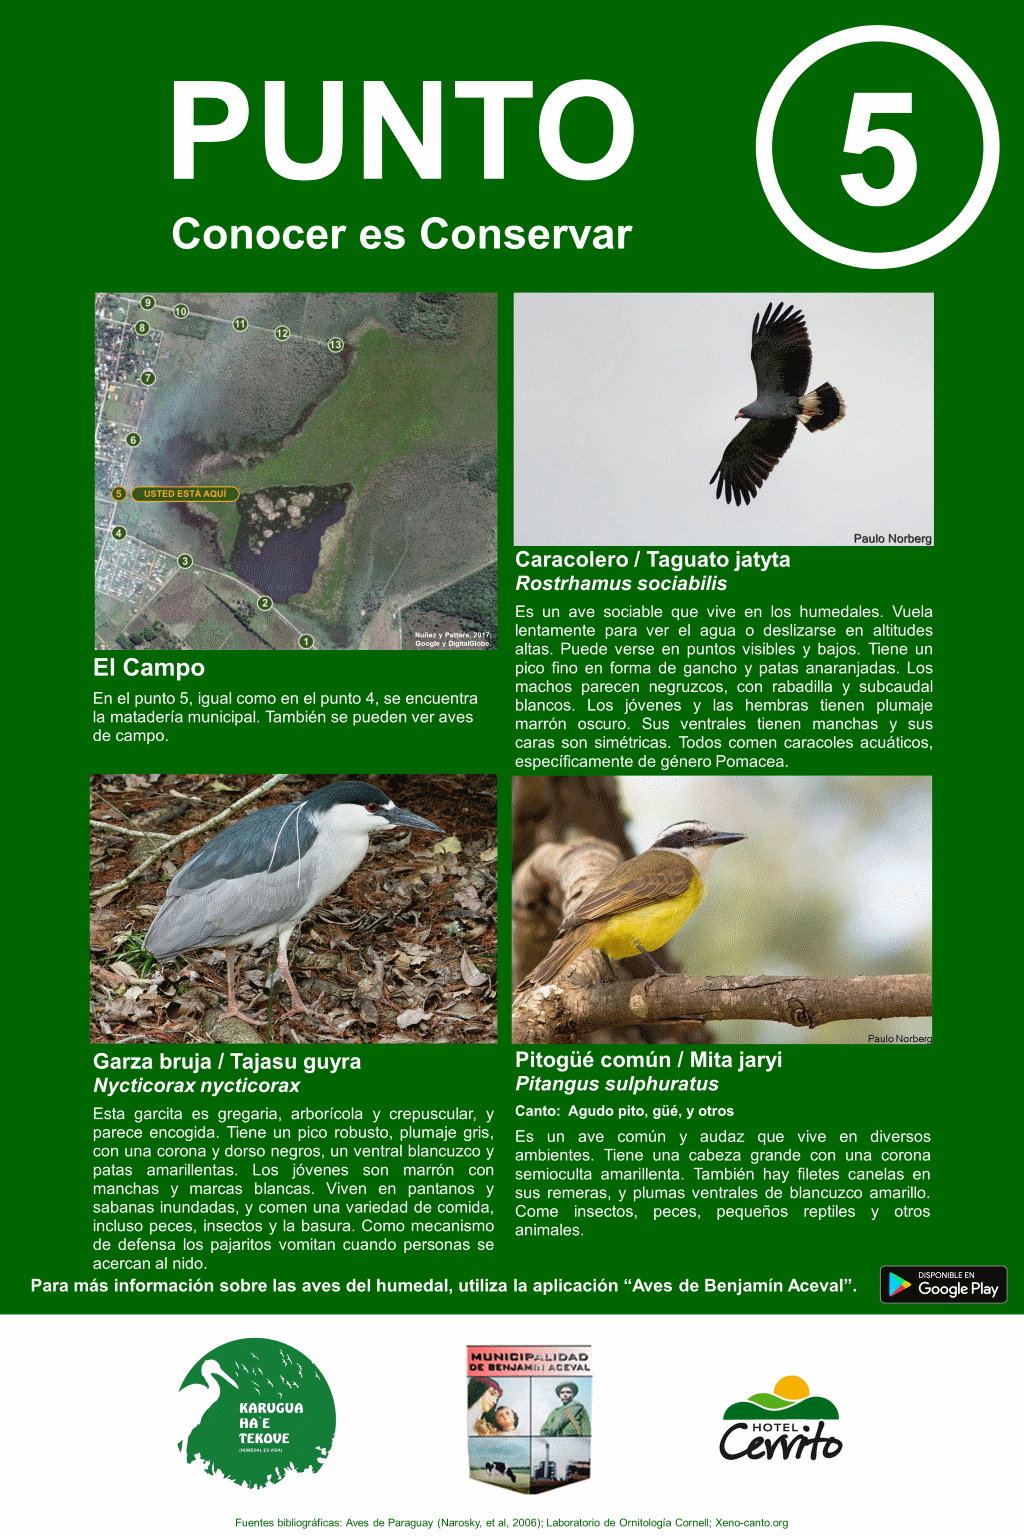 PUNTO
5
Conocer es Conservar
9
10
11
12
13
8
7
6
5
USTED ESTÁ AQUÍ
4
3
2
1
Nuñez y Petters, 2017;
Google y DigitalGlobe.
El Campo
En el punto 5, igual como en el punto 4, se encuentra
la matadería municipal. También se pueden ver aves
de campo.
Paulo Norberg
Caracolero / Taguato jatyta
Rostrhamus sociabilis
Es un ave sociable que vive en los humedales. Vuela
lentamente para ver el agua o deslizarse en altitudes
altas. Puede verse en puntos visibles y bajos. Tiene un
pico fino en forma de gancho y patas anaranjadas. Los
machos parecen negruzcos, con rabadilla y subcaudal
blancos. Los jóvenes y las hembras tienen plumaje
marrón oscuro. Sus ventrales tienen manchas y sus
caras son simétricas. Todos comen caracoles acuáticos,
específicamente de género Pomacea.
Garza bruja / Tajasu guyra
Nycticorax nycticorax
Esta garcita es gregaria, arborícola y crepuscular, y
parece encogida. Tiene un pico robusto, plumaje gris,
con una corona y dorso negros, un ventral blancuzco y
patas amarillentas. Los jóvenes son marrón con
manchas y marcas blancas. Viven en pantanos y
sabanas inundadas, y comen una variedad de comida,
incluso peces, insectos y la basura. Como mecanismo
de defensa los pajaritos vomitan cuando personas se
acercan al nido.
Paulo Norberg
Pitogüé común / Mita jaryi
Pitangus sulphuratus
Canto: Agudo pito, güé, y otros
Es un ave común y audaz que vive en diversos
ambientes. Tiene una cabeza grande con una corona
semioculta amarillenta. También hay filetes canelas en
sus remeras, y plumas ventrales de blancuzco amarillo.
Come insectos, peces, pequeños reptiles y otros
animales.
Para más información sobre las aves del humedal, utiliza la aplicación “Aves de Benjamín Aceval”.
DISPONIBLE EN
Google Play
KARUGUA
HA`E
TEKOVE
(HUMEDAL ES VIDA)
MUNICIPALIDAD
DE BENJAMIN ACEVAL
HOTEL
Cerrito
Fuentes bibliográficas: Aves de Paraguay (Narosky, et al, 2006); Laboratorio de Ornitología Cornell; Xeno-canto.org